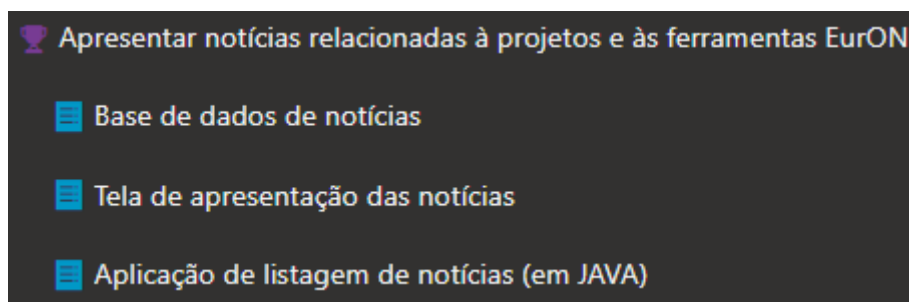 Apresentar notícias relacionadas à projetos e às ferramentas EurON
Base de dados de notícias
Tela de apresentação das notícias
Aplicação de listagem de notícias (em JAVA)